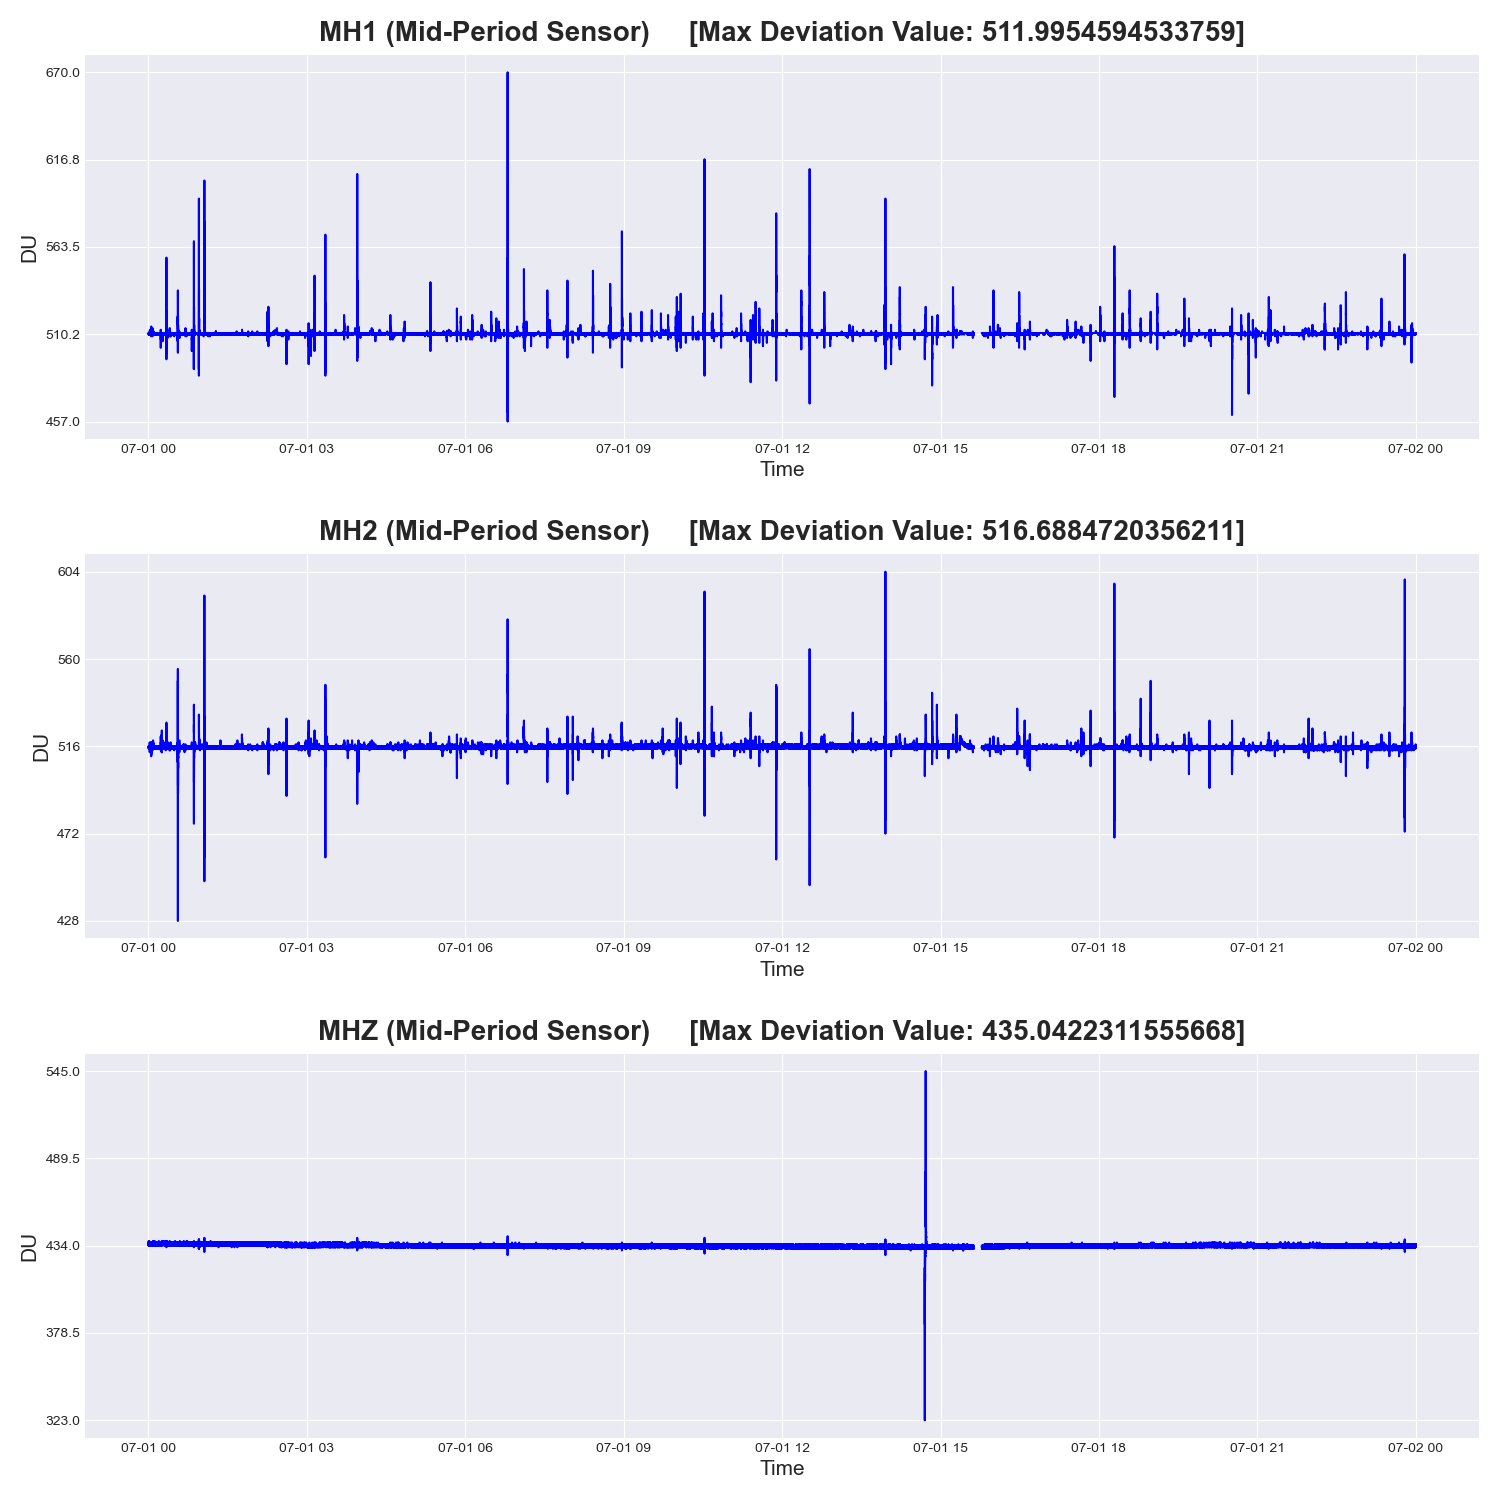 MH1 (Mid-Period Sensor) [Max Deviation Value: 511.9954594533759]
670.0
616.8
563.5
510.2
457.0
DU
07-01 00 07-01 03 07-01 06 07-01 09 07-01 12 07-01 15 07-01 18 07-01 21 07-02 00
Time
MH2 (Mid-Period Sensor) [Max Deviation Value: 516.6884720356211]
604
560
516
472
428
DU
07-01 00 07-01 03 07-01 06 07-01 09 07-01 12 07-01 15 07-01 18 07-01 21 07-02 00
Time
MHZ (Mid-Period Sensor) [Max Deviation Value: 435.0422311555668]
545.0
489.5
434.0
378.5
323.0
DU
07-01 00 07-01 03 07-01 06 07-01 09 07-01 12 07-01 15 07-01 18 07-01 21 07-02 00
Time